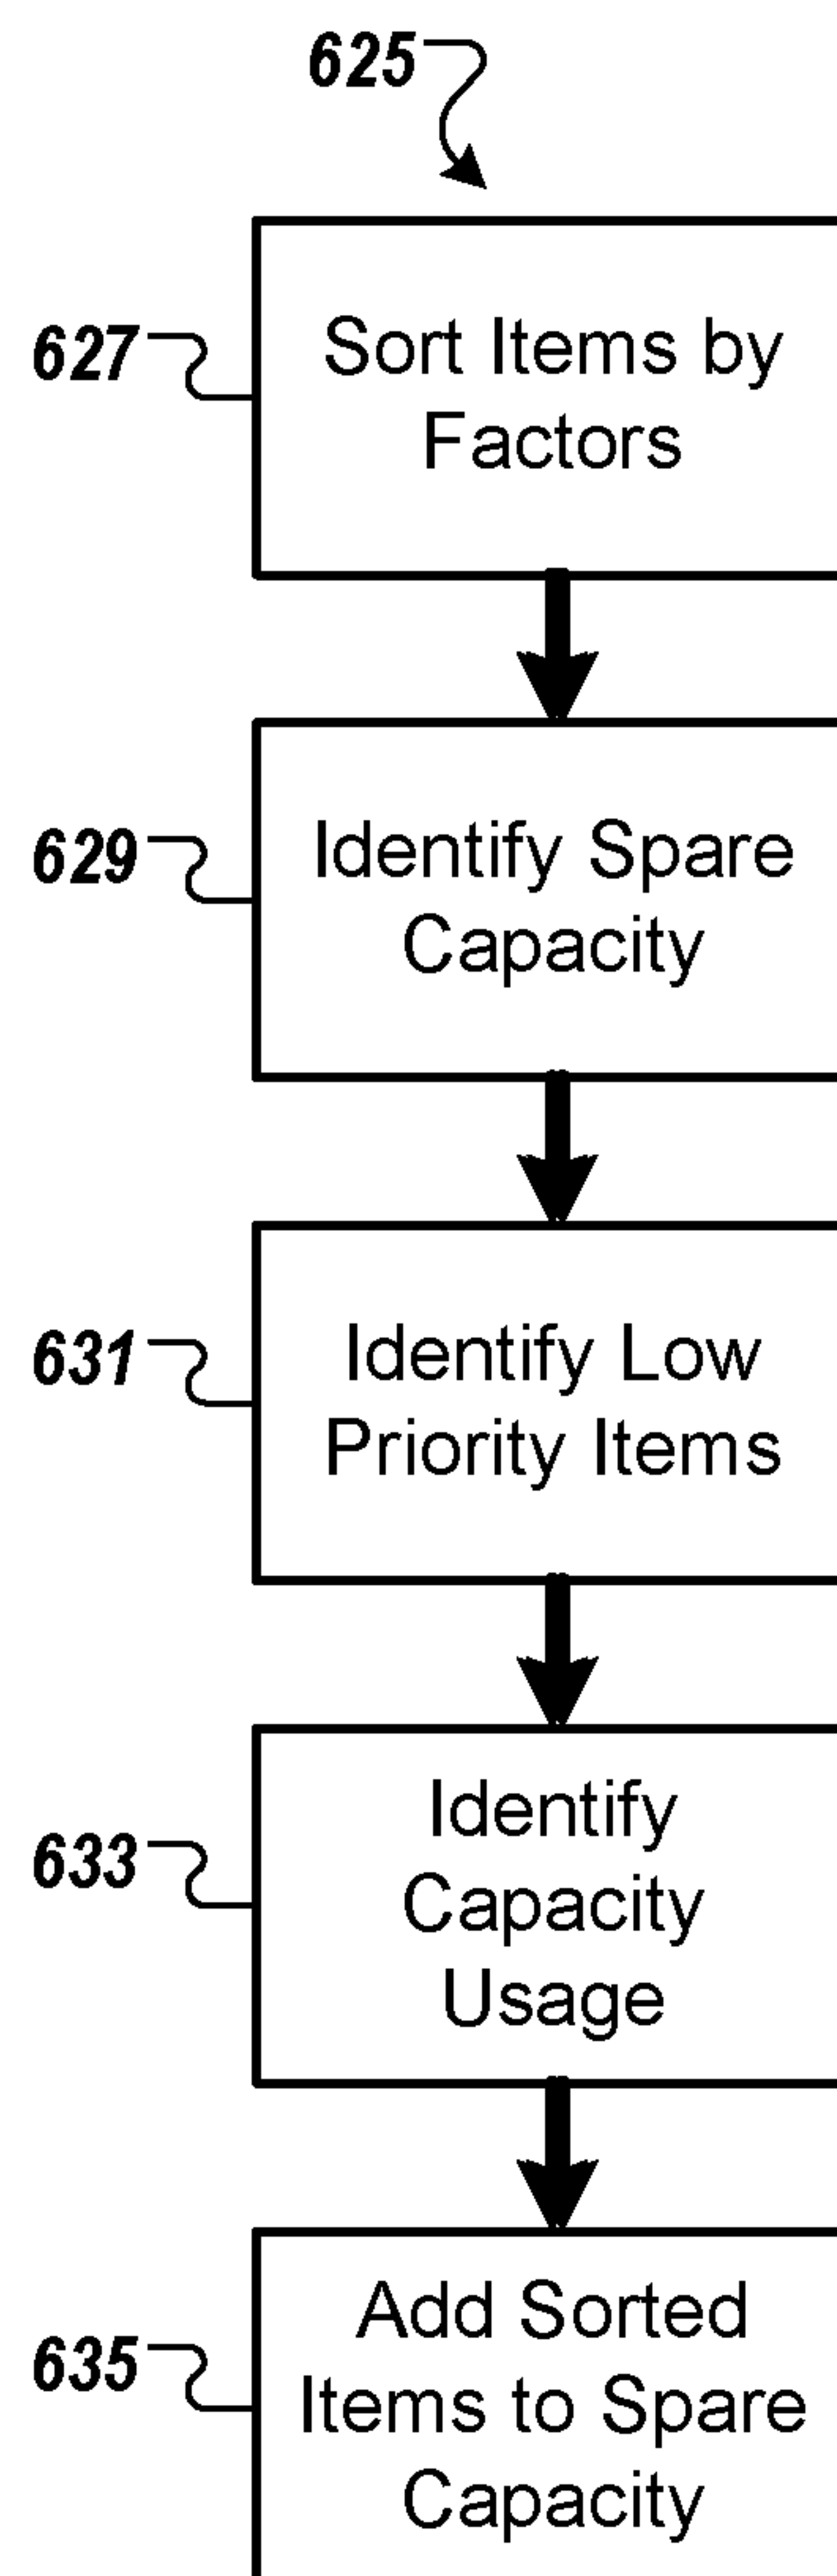 625
627
Sort Items by
Factors
629
Identify Spare
Capacity
631
Identify Low
Priority Items
633
Identify
Capacity
Usage
635
Add Sorted
Items to Spare
Capacity